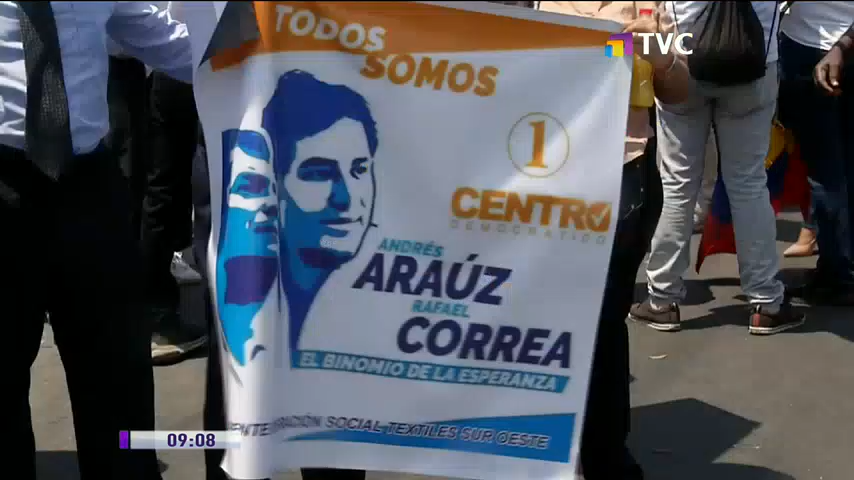 TVC
TODOS
SOMOS
1
CENTRO
DEMOCRÁTICO
ANDRÉS
ARAÚZ
RAFAEL
CORREA
EL BINOMIO DE LA ESPERANZA
SOCIAL TEXTILES SUR OESTE
09:08